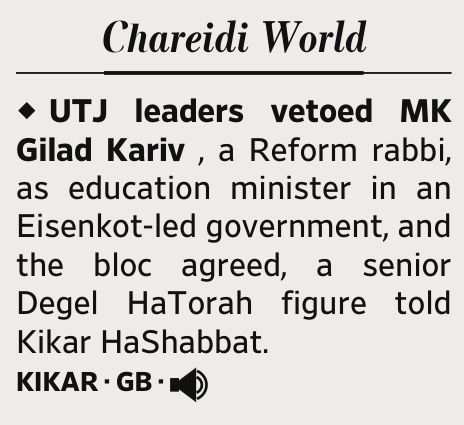 Chareidi World
◆ UTJ leaders vetoed MK
Gilad Kariv , a Reform rabbi,
as education minister in an
Eisenkot-led government, and
the bloc agreed, a senior
Degel HaTorah figure told
Kikar HaShabbat.
KIKAR · GB ·